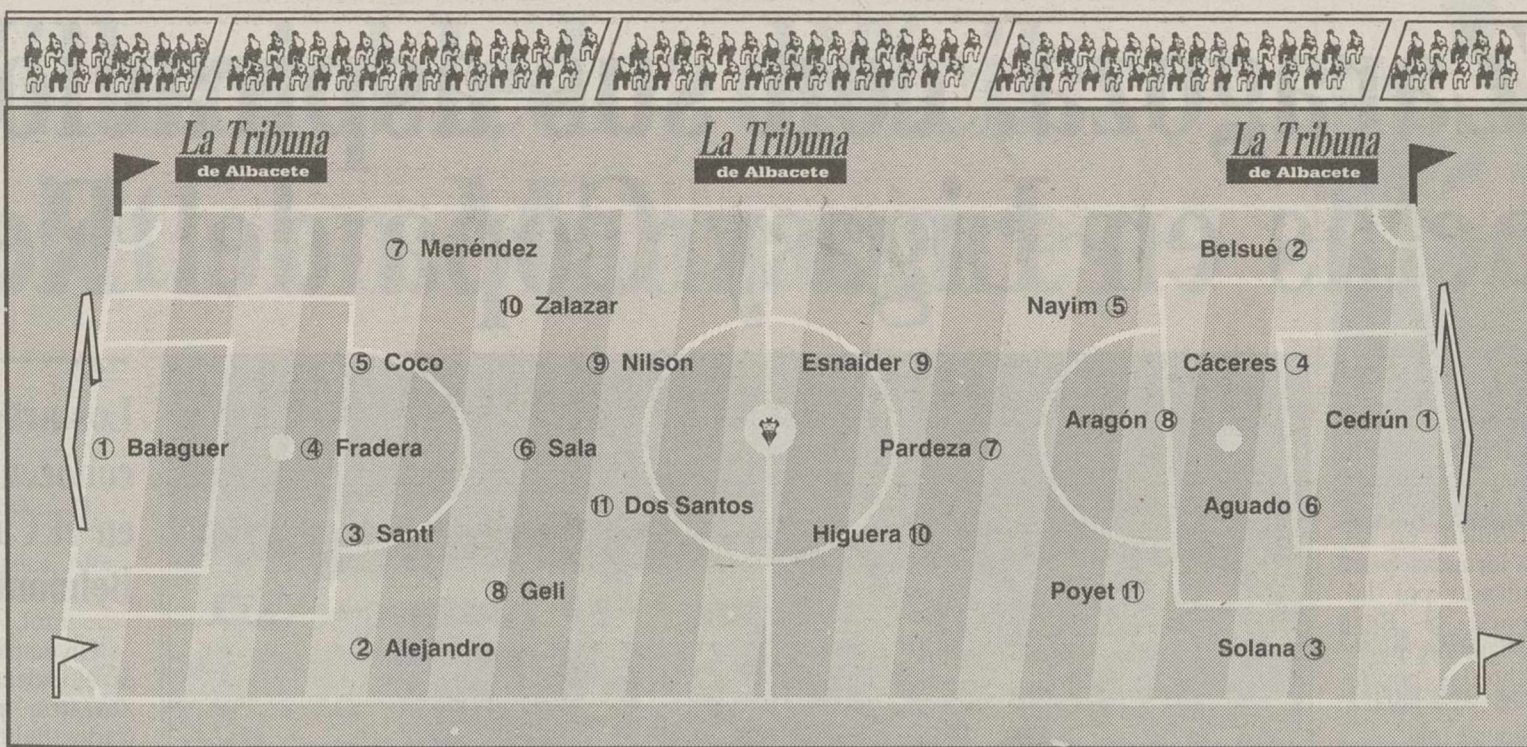 La Tribuna
de Albacete
La Tribuna
de Albacete
La Tribuna
de Albacete
7 Menéndez
10 Zalazar
5 Coco
9 Nilson
1 Balaguer
4 Fradera
6 Sala
11 Dos Santos
3 Santi
8 Geli
2 Alejandro
Belsué 2
Nayim 5
Esnaider 9
Cáceres 4
Aragón 8
Cedrún 1
Pardeza 7
Aguado 6
Higuera 10
Poyet 11
Solana 3